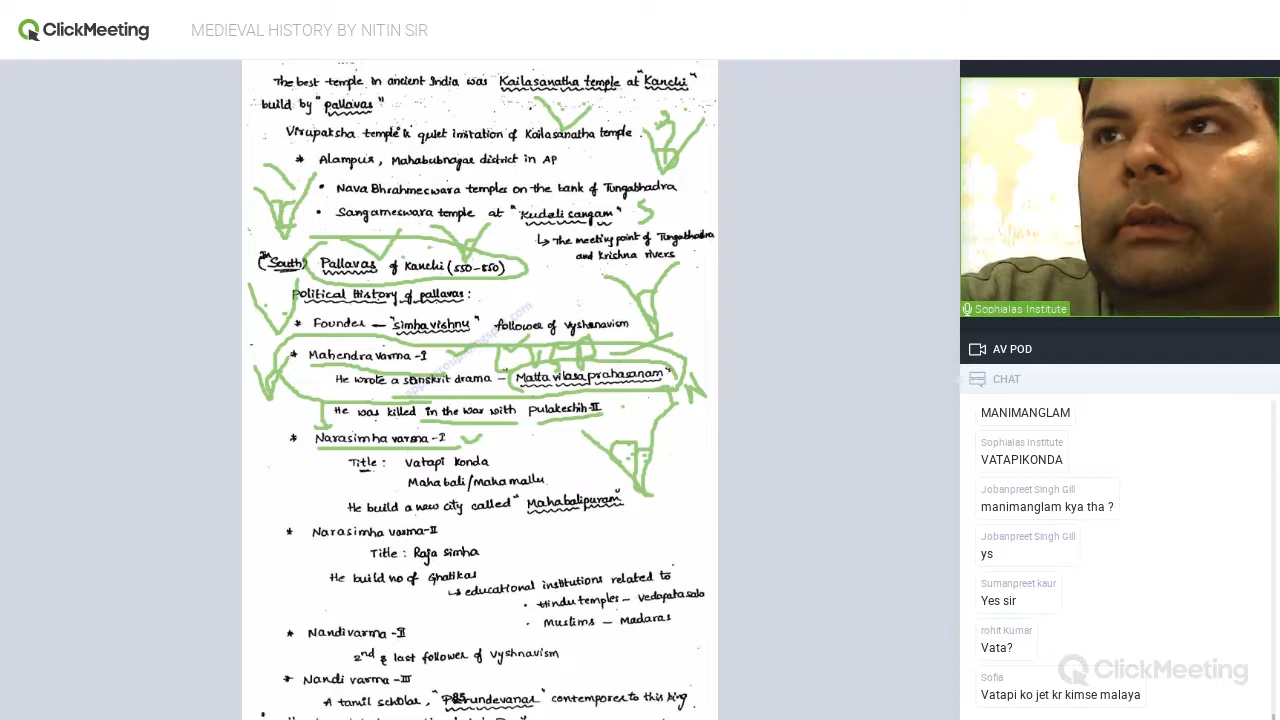 ClickMeeting
MEDIEVAL HISTORY BY NITIN SIR
The best temple in ancient India was Kailasanatha temple at "Kanchi"
build by "pallavas"
Virupaksha temple is quiet imitation of Kailasanatha temple.
* Alampur, Mahabubnagar district in AP
• Nava Bhrahmeswara temples on the bank of Tungabhadra
• Sangameswara temple at "Kudali sangam" S
↳ The meeting point of Tungabhadra
and Krishna rivers
(In South) Pallavas of Kanchi (550-850)
Political History of pallavas:
* Founder — "simhavishnu" follower of vyshnavism
* Mahendra varma-I
He wrote a sanskrit drama — "Matta vilasa prahasanam"
N
He was killed in the war with pulakeshin-II
* Narasimha varma-I
Title: Vatapi Konda
Mahabali/Mahamallu
He build a new city called "Mahabalipuram"
* Narasimha varma-II
Title: Raja simha
He build no of Ghatikas
↳ educational institutions related to
• Hindu temples — Vedapatasala
• Muslims — Madaras
* Nandivarma-II
2nd & last follower of vyshnavism
* Nandi varma-III
85
A tamil scholar, "Perundevanar" contempores to this king
Sophiaias Institute
AV POD
CHAT
MANIMANGLAM
Sophiaias Institute
VATAPIKONDA
Jobanpreet Singh Gill
manimanglam kya tha ?
Jobanpreet Singh Gill
ys
Sumanpreet kaur
Yes sir
rohit Kumar
Vata?
Sofia
Vatapi ko jet kr kimse malaya
ClickMeeting